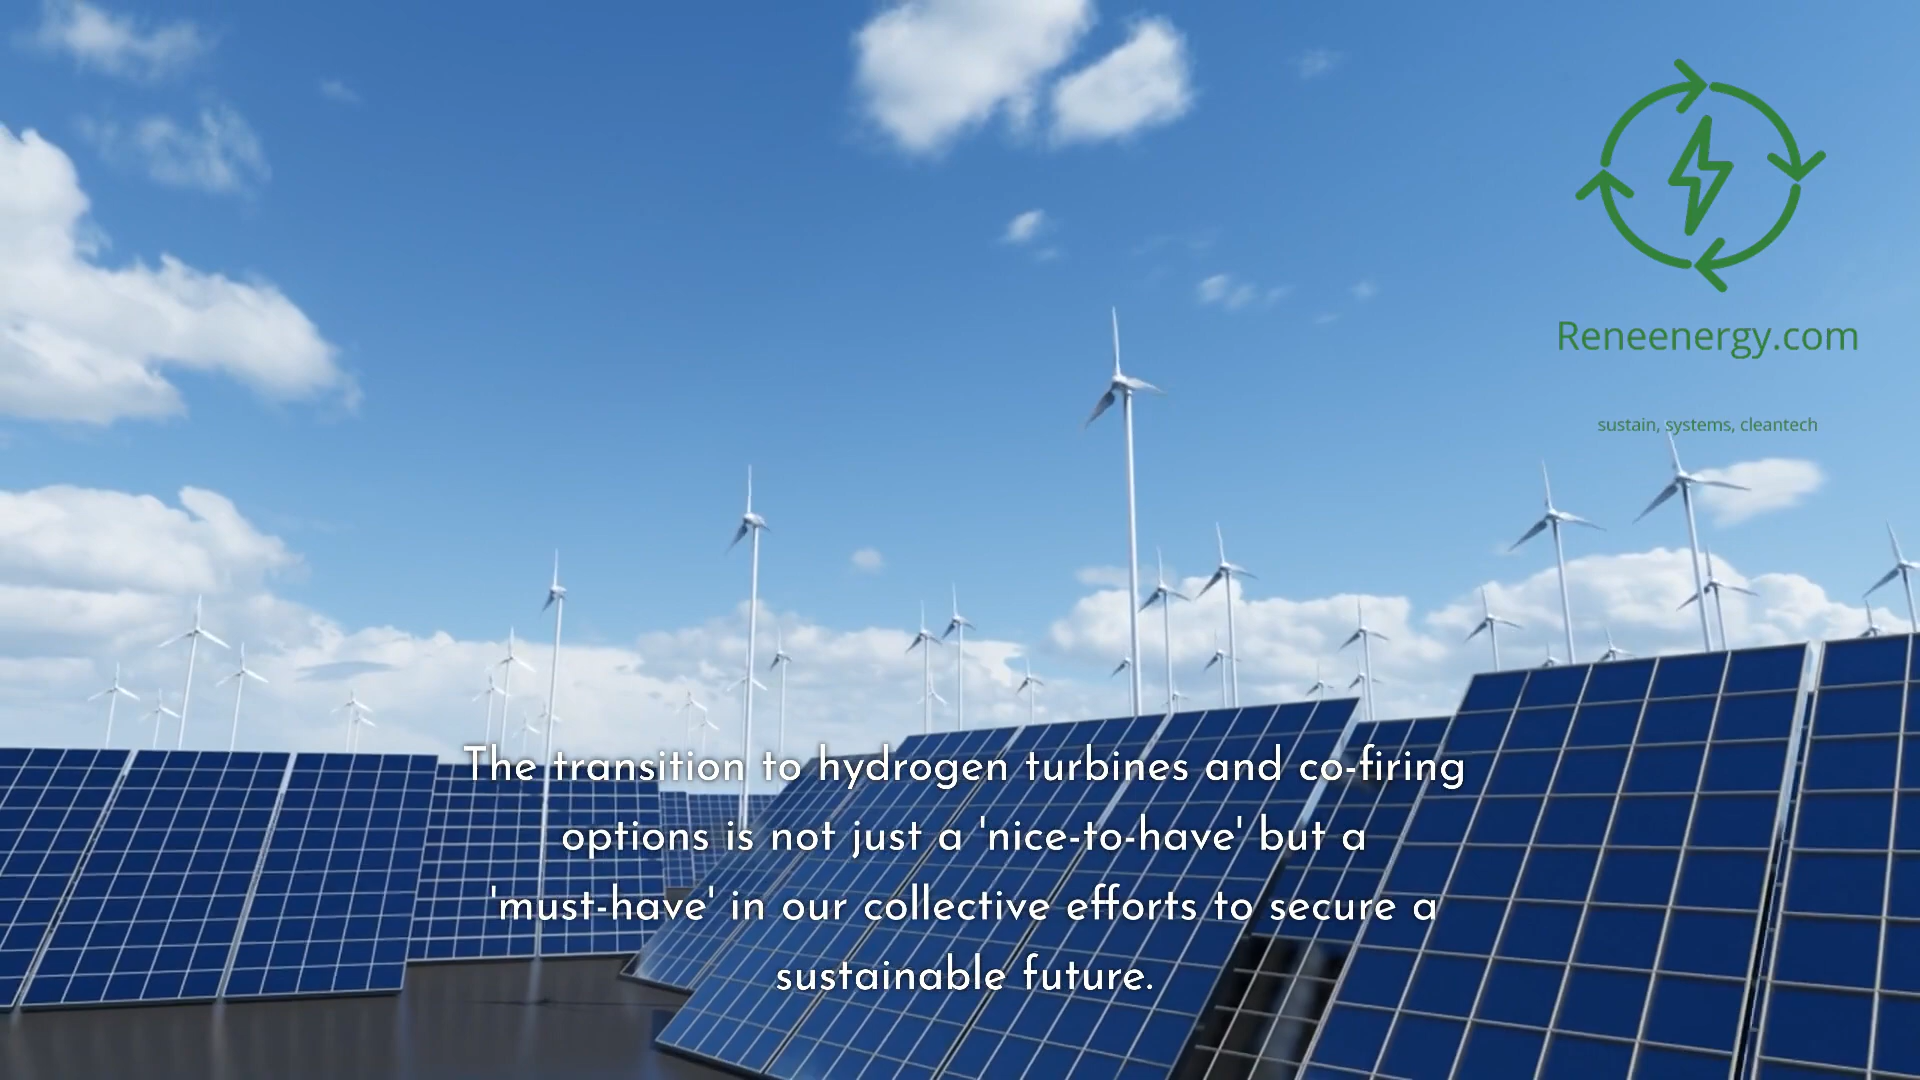 Reneenergy.com
sustain, systems, cleantech
The transition to hydrogen turbines and co-firing
options is not just a 'nice-to-have' but a
'must-have' in our collective efforts to secure a
sustainable future.